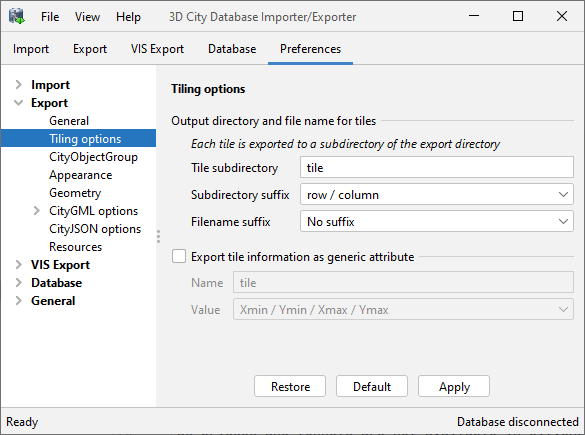 File View Help 3D City Database Importer/Exporter
Import Export VIS Export Database Preferences
Import
Export
General
Tiling options
CityObjectGroup
Appearance
Geometry
CityGML options
CityJSON options
Resources
VIS Export
Database
General
Tiling options
Output directory and file name for tiles
Each tile is exported to a subdirectory of the export directory
Tile subdirectory tile
Subdirectory suffix row / column
Filename suffix No suffix
Export tile information as generic attribute
Name tile
Value Xmin / Ymin / Xmax / Ymax
Restore Default Apply
Ready Database disconnected